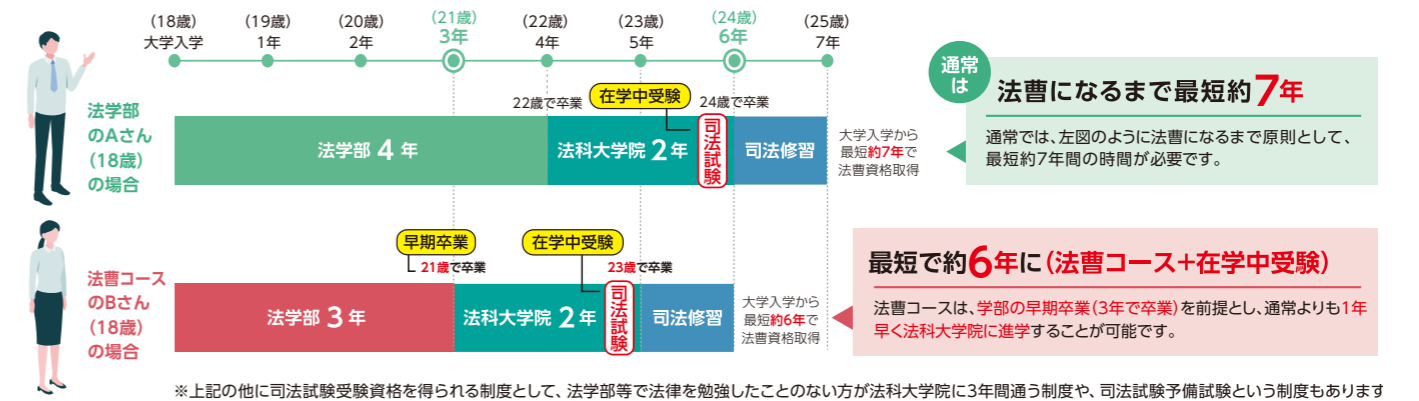 (18歳)
大学入学
(19歳)
1年
(20歳)
2年
(21歳)
3年
(22歳)
4年
(23歳)
5年
(24歳)
6年
(25歳)
7年
法学部
のAさん
(18歳)
の場合
22歳で卒業
在学中受験
24歳で卒業
法学部 4 年
法科大学院 2 年
司法試験
司法修習
大学入学から
最短約7年で
法曹資格取得
通常
は
法曹になるまで最短約7年
通常では、左図のように法曹になるまで原則として、
最短約7年間の時間が必要です。
法曹コース
のBさん
(18歳)
の場合
早期卒業
21歳で卒業
在学中受験
23歳で卒業
法学部 3 年
法科大学院 2 年
司法試験
司法修習
大学入学から
最短約6年で
法曹資格取得
最短で約6年に(法曹コース+在学中受験)
法曹コースは、学部の早期卒業(3年で卒業)を前提とし、通常よりも1年
早く法科大学院に進学することが可能です。
※上記の他に司法試験受験資格を得られる制度として、法学部等で法律を勉強したことのない方が法科大学院に3年間通う制度や、司法試験予備試験という制度もあります